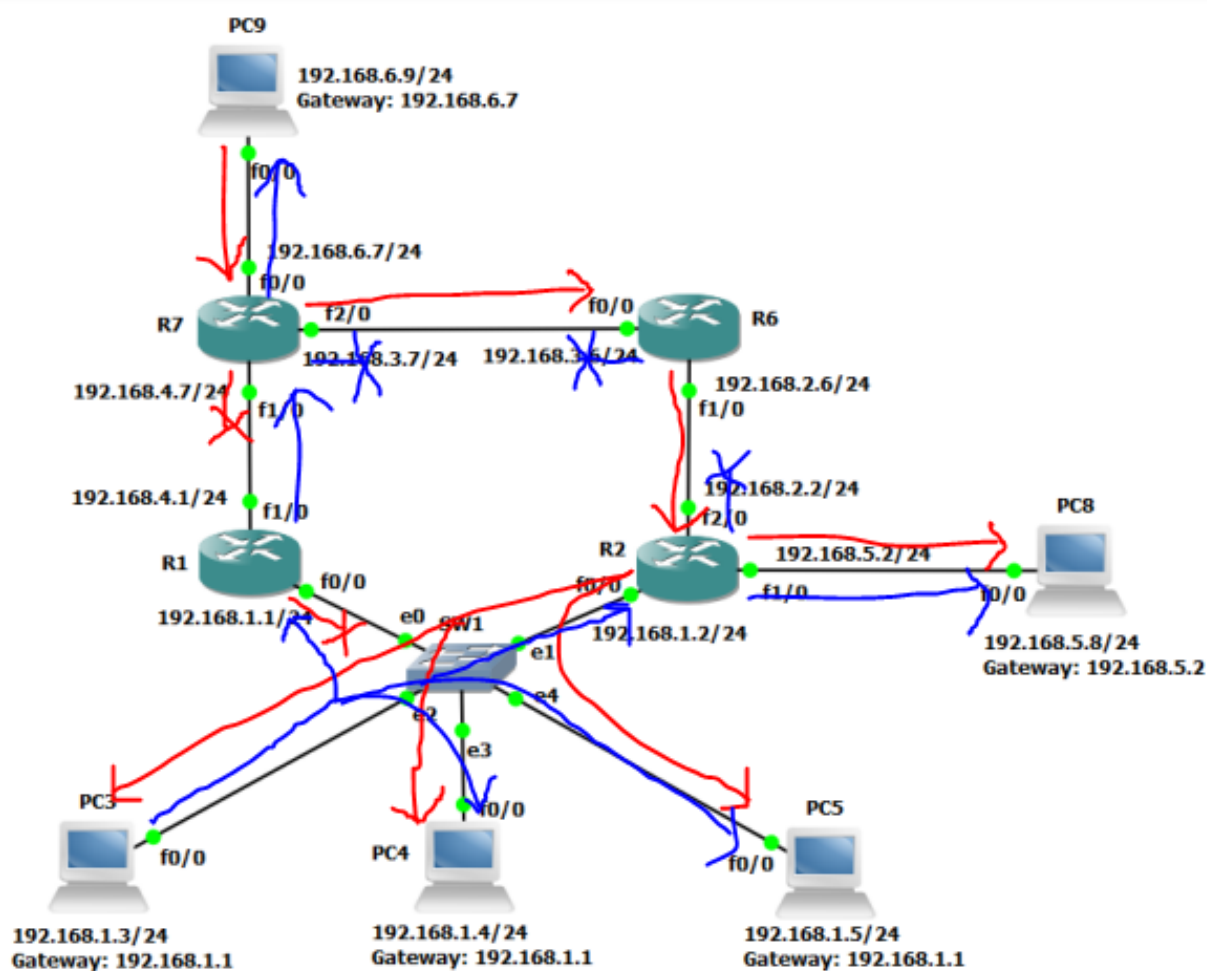 PC9
192.168.6.9/24
Gateway: 192.168.6.7
f0/0
192.168.6.7/24
f0/0
R7
f2/0
f0/0
R6
192.168.3.7/24
192.168.3.6/24
192.168.4.7/24
f1/0
192.168.2.6/24
f1/0
192.168.4.1/24
f1/0
192.168.2.2/24
f2/0
PC8
R1
f0/0
R2
f0/0
192.168.5.2/24
f1/0
f0/0
192.168.1.1/24
e0
SW1
e1
192.168.1.2/24
192.168.5.8/24
Gateway: 192.168.5.2
e2
e4
e3
PC3
f0/0
PC5
f0/0
PC4
f0/0
192.168.1.3/24
Gateway: 192.168.1.1
192.168.1.4/24
Gateway: 192.168.1.1
192.168.1.5/24
Gateway: 192.168.1.1